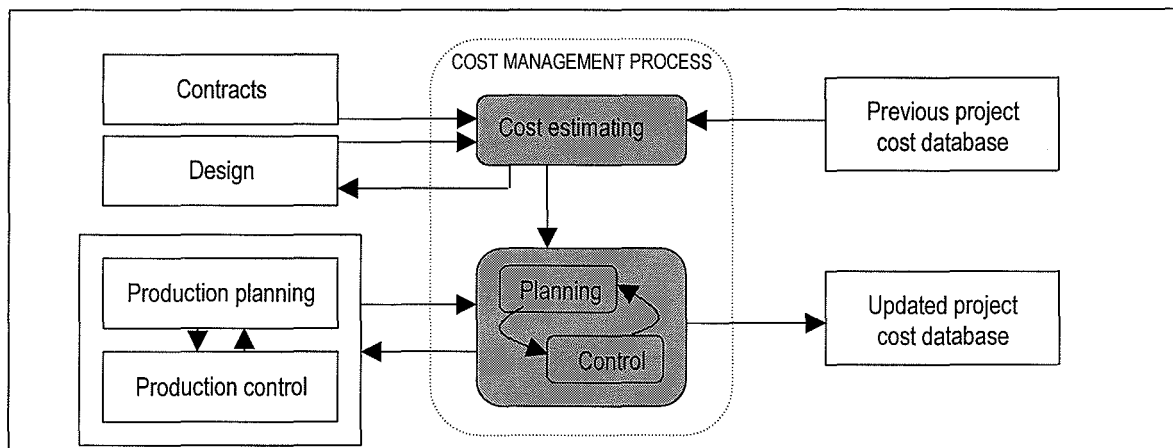 COST MANAGEMENT PROCESS
Contracts
Design
Cost estimating
Previous project
cost database
Production planning
Production control
Planning
Control
Updated project
cost database